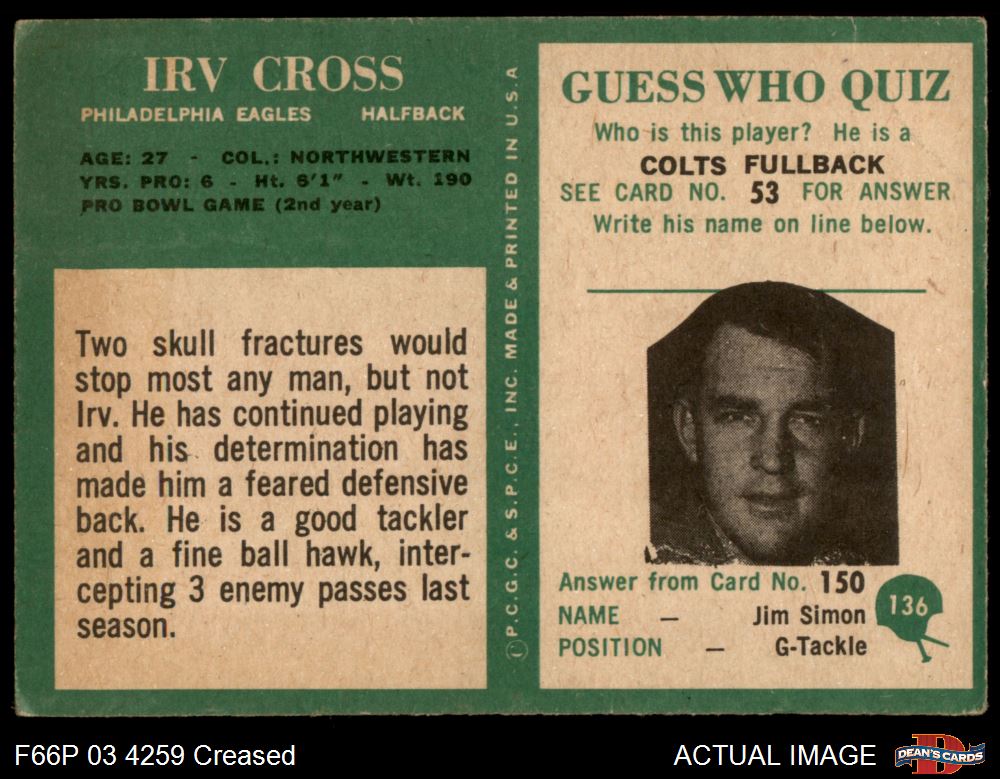 IRV CROSS
PHILADELPHIA EAGLES HALFBACK
AGE: 27 - COL.: NORTHWESTERN
YRS. PRO: 6 - Ht. 6'1" - Wt. 190
PRO BOWL GAME (2nd year)
Two skull fractures would
stop most any man, but not
Irv. He has continued playing
and his determination has
made him a feared defensive
back. He is a good tackler
and a fine ball hawk, inter-
cepting 3 enemy passes last
season.
© P.C.G.C. & S.P.C.E., INC. MADE & PRINTED IN U.S.A
GUESS WHO QUIZ
Who is this player? He is a
COLTS FULLBACK
SEE CARD NO. 53 FOR ANSWER
Write his name on line below.
Answer from Card No. 150
NAME — Jim Simon
POSITION — G-Tackle
136
F66P 03 4259 Creased
ACTUAL IMAGE
D
DEAN'S CARDS